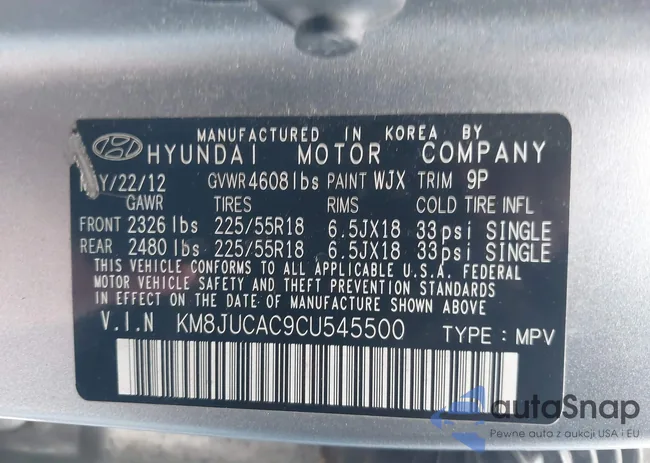 MANUFACTURED IN KOREA BY
HYUNDAI MOTOR COMPANY
MAY/22/12 GVWR 4608lbs PAINT WJX TRIM 9P
GAWR TIRES RIMS COLD TIRE INFL
FRONT 2326 lbs 225/55R18 6.5JX18 33psi SINGLE
REAR 2480 lbs 225/55R18 6.5JX18 33psi SINGLE
THIS VEHICLE CONFORMS TO ALL APPLICABLE U.S.A. FEDERAL
MOTOR VEHICLE SAFETY AND THEFT PREVENTION STANDARDS
IN EFFECT ON THE DATE OF MANUFACTURE SHOWN ABOVE
V.I.N KM8JUCAC9CU545500 TYPE : MPV
autoSnap
Pewne auta z aukcji USA i EU